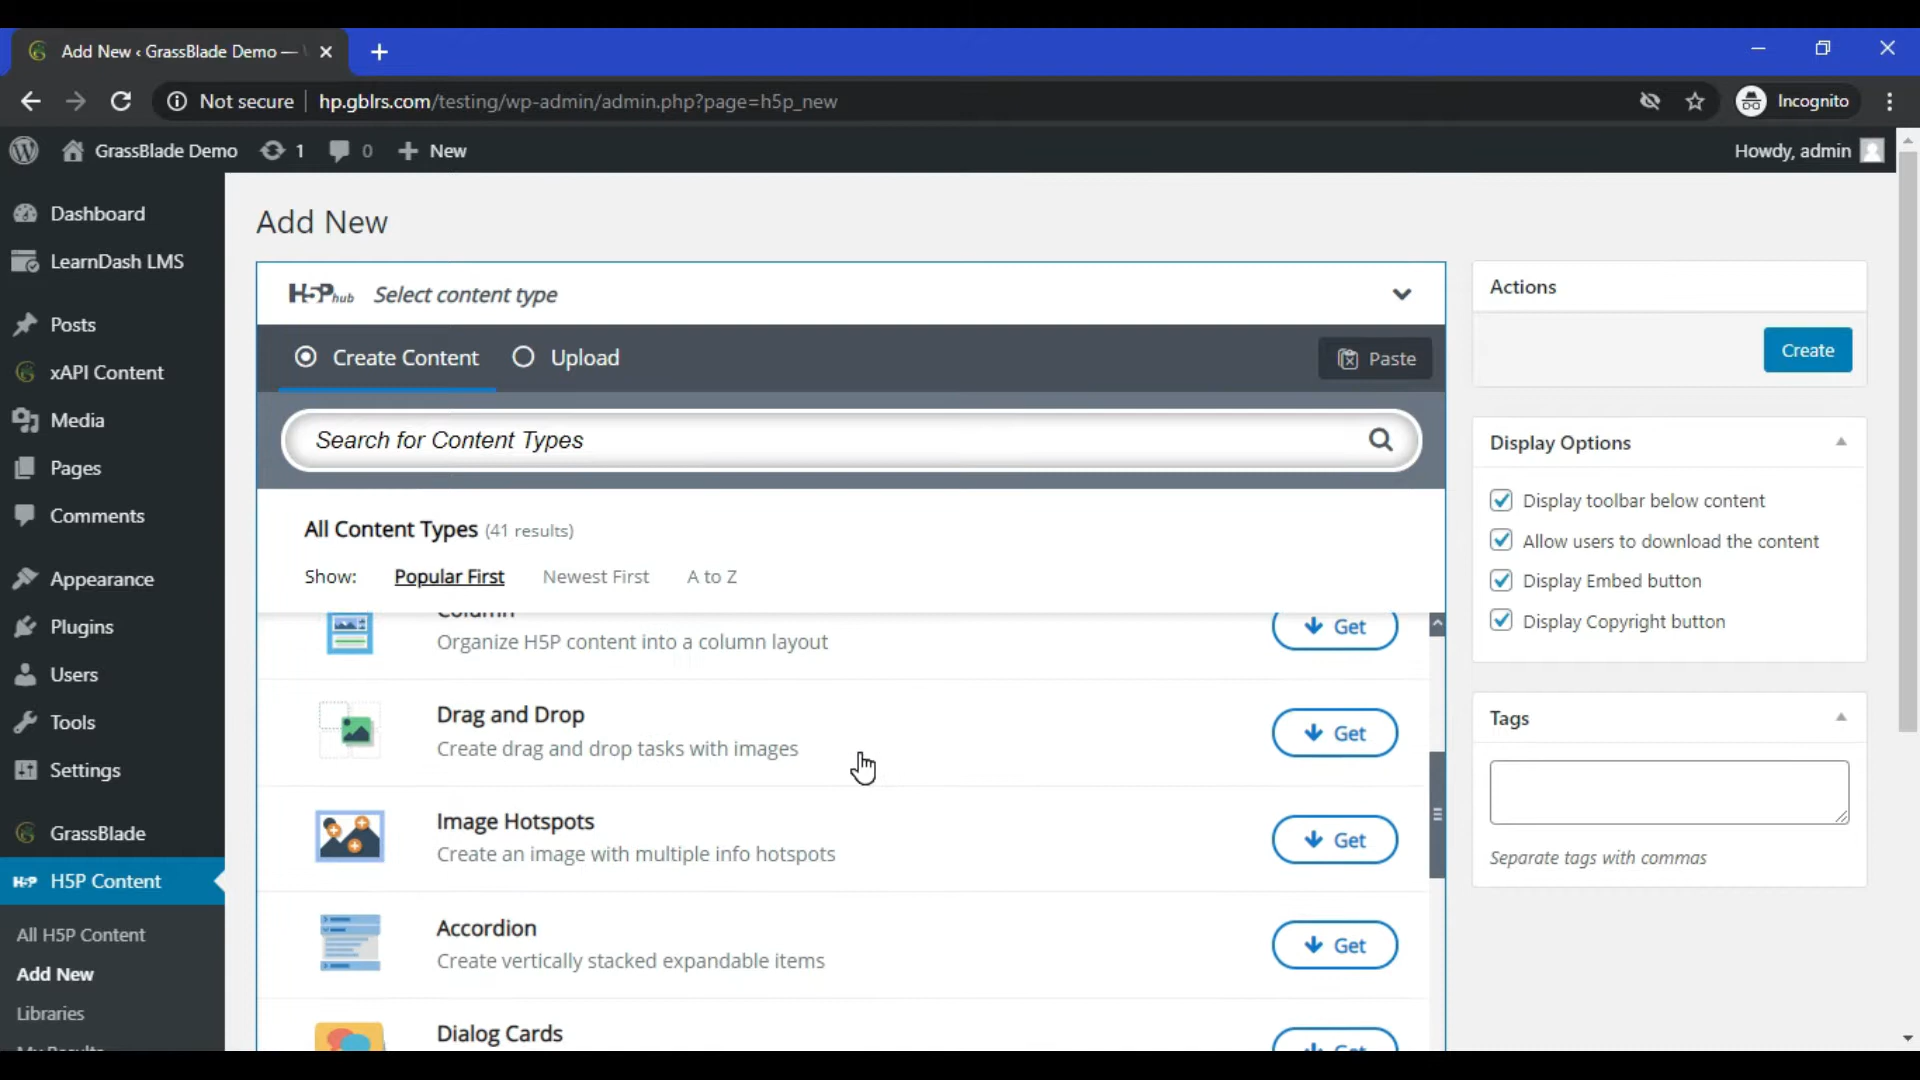 Add New ‹ GrassBlade Demo —
Not secure hp.gblrs.com/testing/wp-admin/admin.php?page=h5p_new Incognito
GrassBlade Demo 1 0 New Howdy, admin
Dashboard
LearnDash LMS
Posts
xAPI Content
Media
Pages
Comments
Appearance
Plugins
Users
Tools
Settings
GrassBlade
H5P H5P Content
All H5P Content
Add New
Libraries
My Results
Add New
H5P hub Select content type
Create Content Upload Paste
Search for Content Types
All Content Types (41 results)
Show: Popular First Newest First A to Z
Column
Organize H5P content into a column layout
Get
Drag and Drop
Create drag and drop tasks with images
Get
Image Hotspots
Create an image with multiple info hotspots
Get
Accordion
Create vertically stacked expandable items
Get
Dialog Cards
Get
Actions
Create
Display Options
Display toolbar below content
Allow users to download the content
Display Embed button
Display Copyright button
Tags
Separate tags with commas